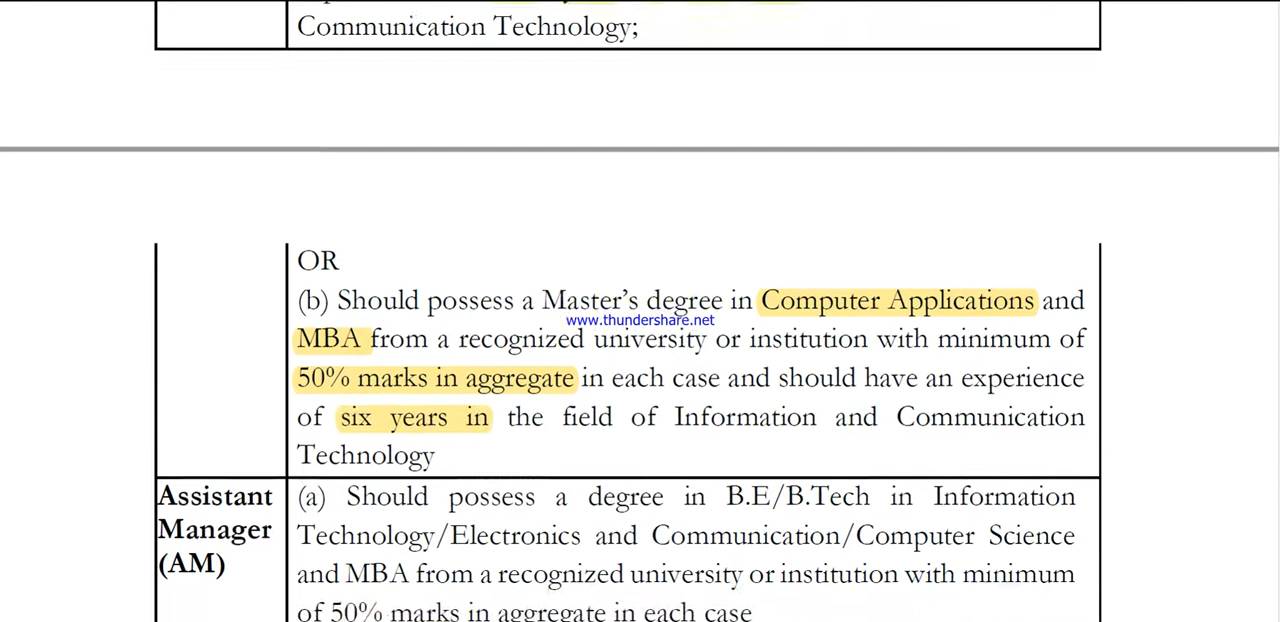 Communication Technology;
OR
(b) Should possess a Master's degree in Computer Applications and
www.thundershare.net
MBA from a recognized university or institution with minimum of
50% marks in aggregate in each case and should have an experience
of six years in the field of Information and Communication
Technology
Assistant Manager (AM)
(a) Should possess a degree in B.E/B.Tech in Information
Technology/Electronics and Communication/Computer Science
and MBA from a recognized university or institution with minimum
of 50% marks in aggregate in each case